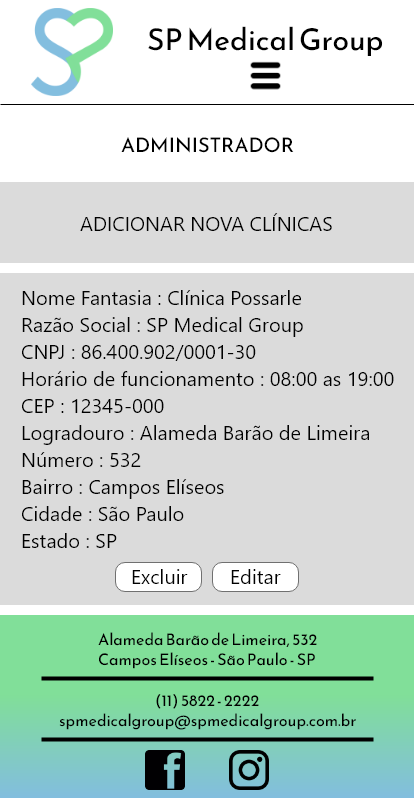 SP Medical Group
ADMINISTRADOR
ADICIONAR NOVA CLÍNICAS
Nome Fantasia : Clínica Possarle
Razão Social : SP Medical Group
CNPJ : 86.400.902/0001-30
Horário de funcionamento : 08:00 as 19:00
CEP : 12345-000
Logradouro : Alameda Barão de Limeira
Número : 532
Bairro : Campos Elíseos
Cidade : São Paulo
Estado : SP
Excluir Editar
Alameda Barão de Limeira, 532
Campos Elíseos - São Paulo - SP
(11) 5822 - 2222
spmedicalgroup@spmedicalgroup.com.br